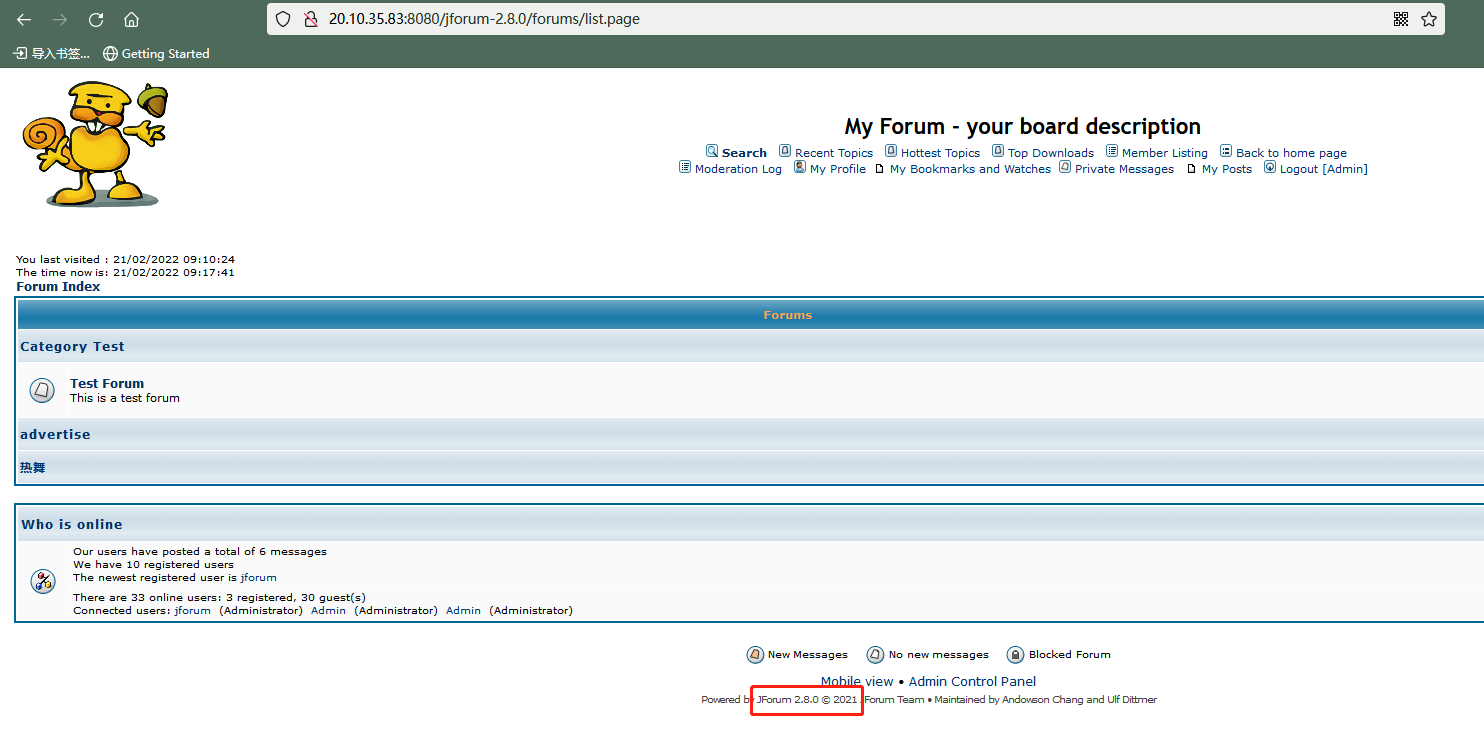 20.10.35.83:8080/jforum-2.8.0/forums/list.page
导入书签... Getting Started
My Forum - your board description
Search Recent Topics Hottest Topics Top Downloads Member Listing Back to home page
Moderation Log My Profile My Bookmarks and Watches Private Messages My Posts Logout [Admin]
You last visited : 21/02/2022 09:10:24
The time now is: 21/02/2022 09:17:41
Forum Index
Forums
Category Test
Test Forum
This is a test forum
advertise
热舞
Who is online
Our users have posted a total of 6 messages
We have 10 registered users
The newest registered user is jforum
There are 33 online users: 3 registered, 30 guest(s)
Connected users: jforum (Administrator) Admin (Administrator) Admin (Administrator)
New Messages No new messages Blocked Forum
Mobile view • Admin Control Panel
Powered by JForum 2.8.0 © 2021 JForum Team • Maintained by Andowson Chang and Ulf Dittmer